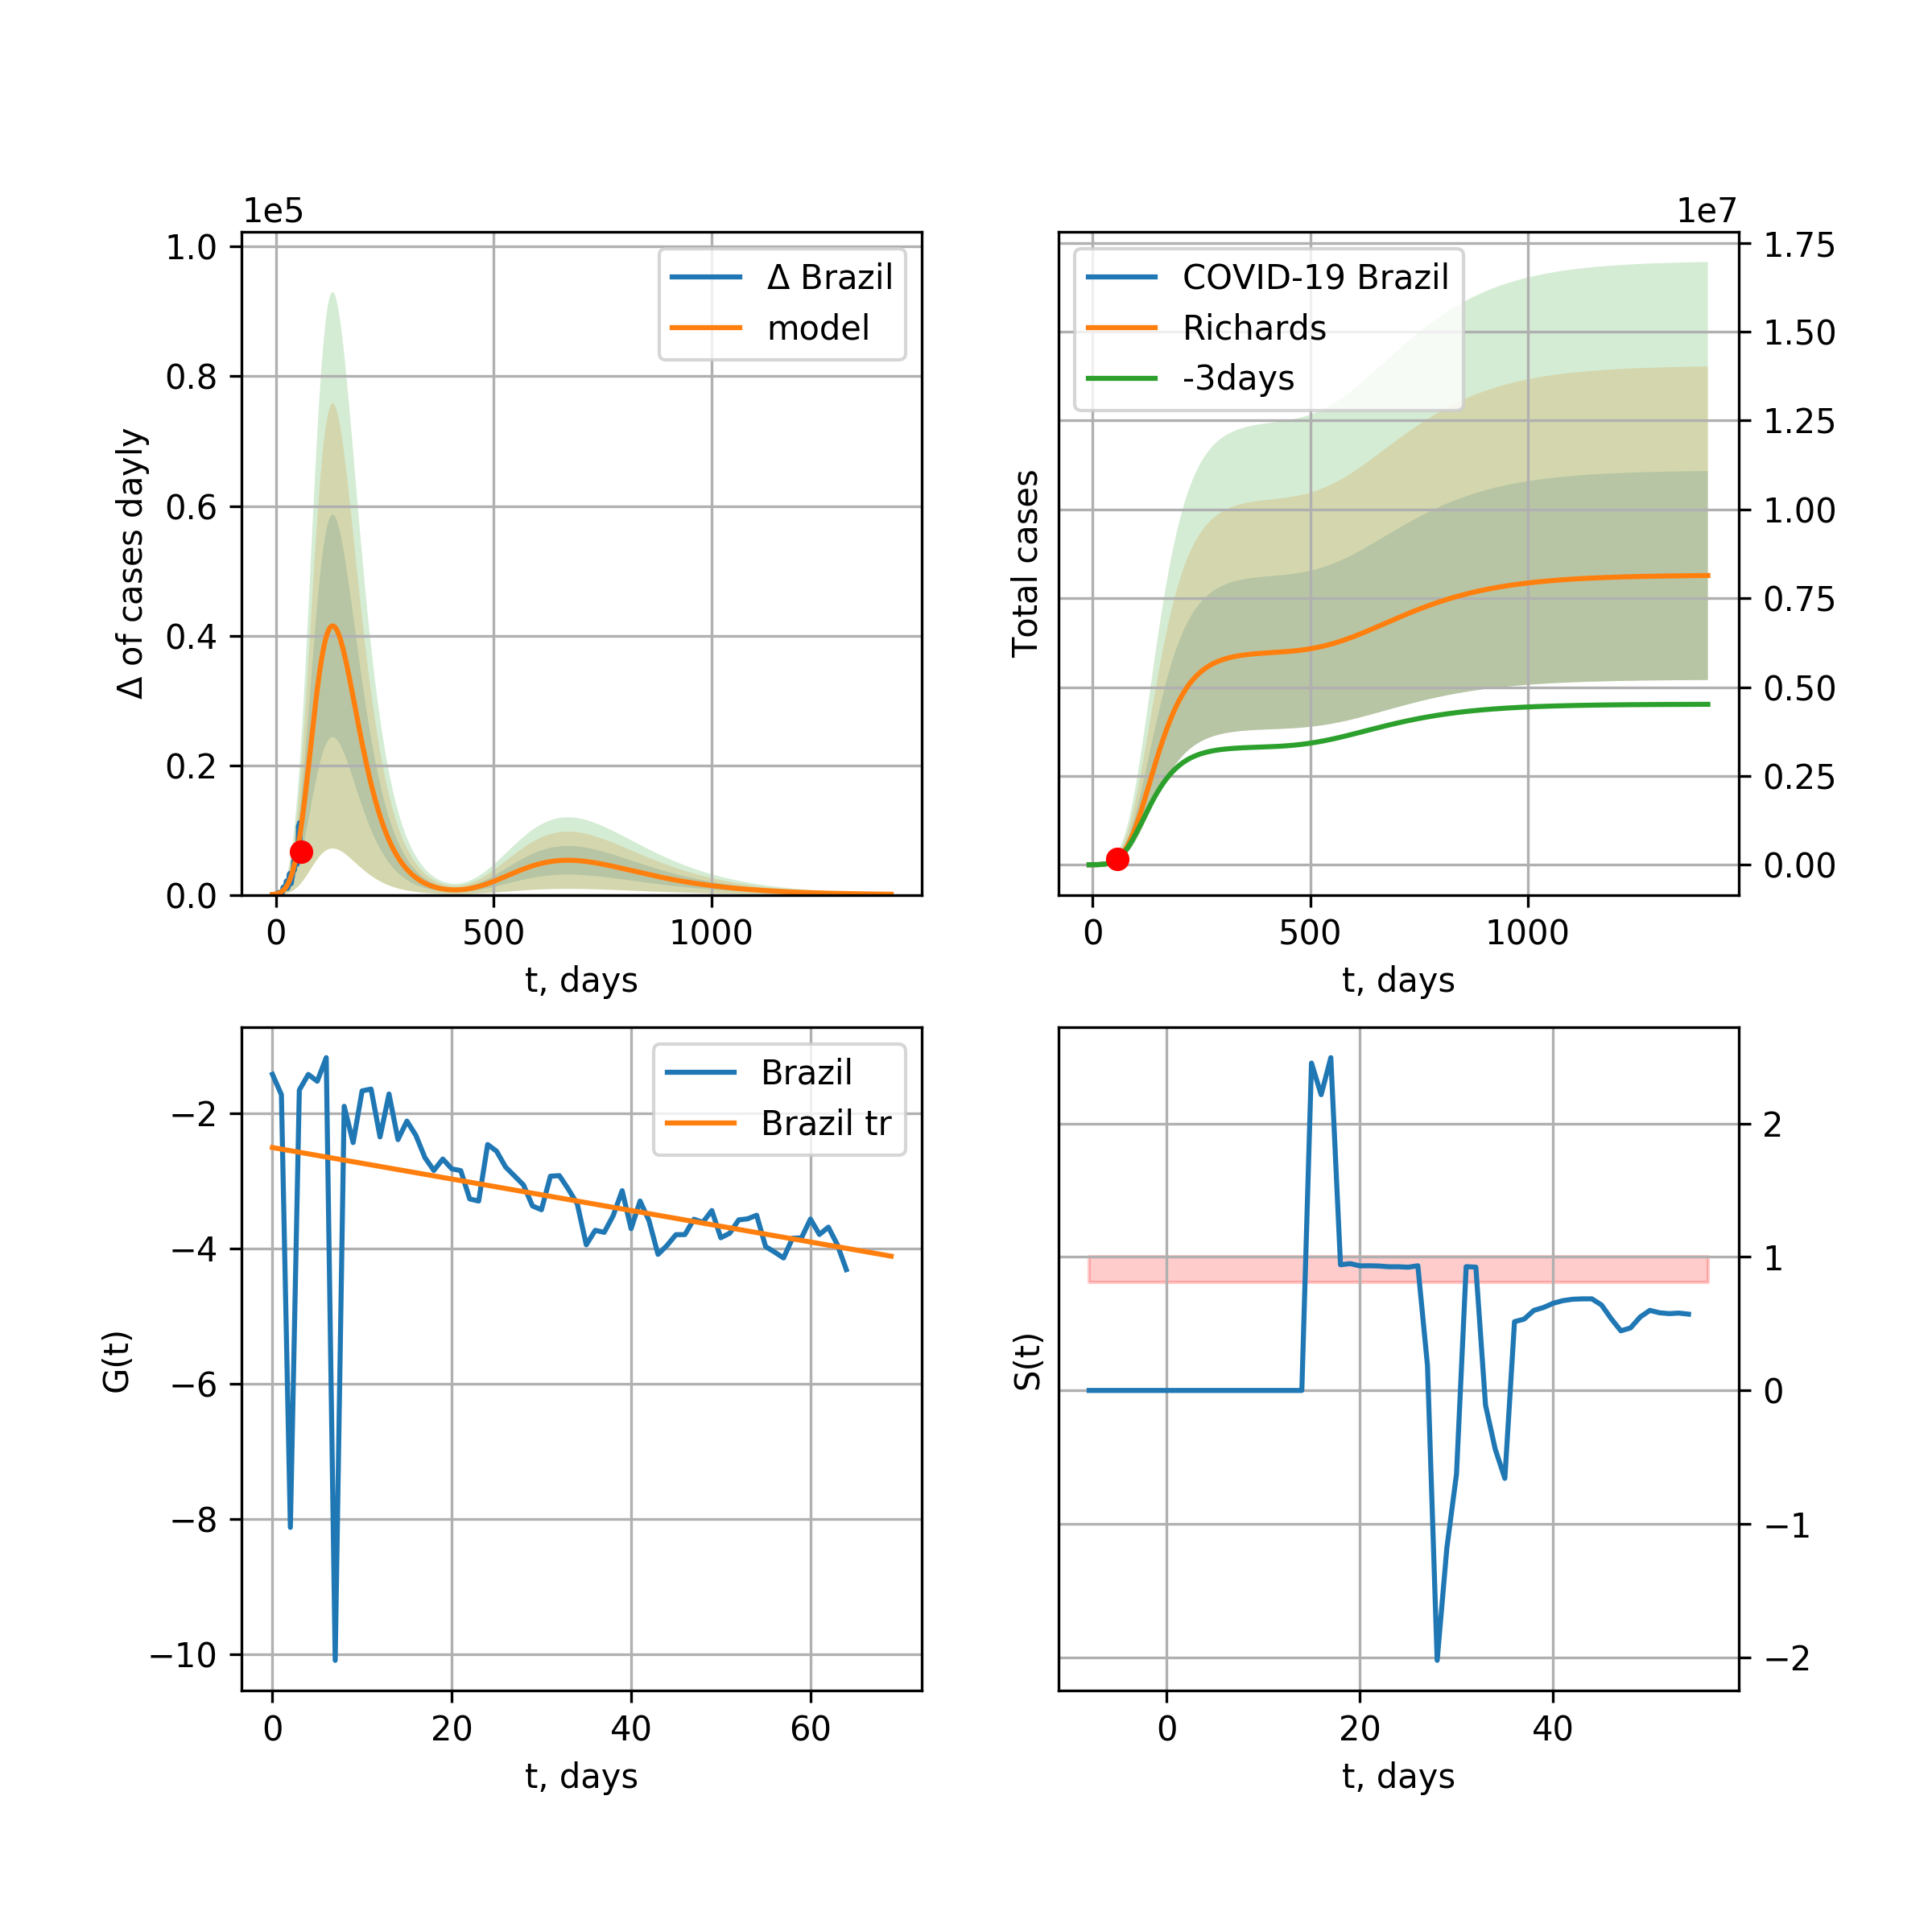 1e5
1.0
0.8
0.6
0.4
0.2
0.0
Δ of cases dayly
Δ Brazil
model
0 500 1000
t, days
1e7
1.75
1.50
1.25
1.00
0.75
0.50
0.25
0.00
Total cases
COVID-19 Brazil
Richards
-3days
0 500 1000
t, days
−2
−4
−6
−8
−10
G(t)
Brazil
Brazil tr
0 20 40 60
t, days
2
1
0
−1
−2
S(t)
0 20 40
t, days